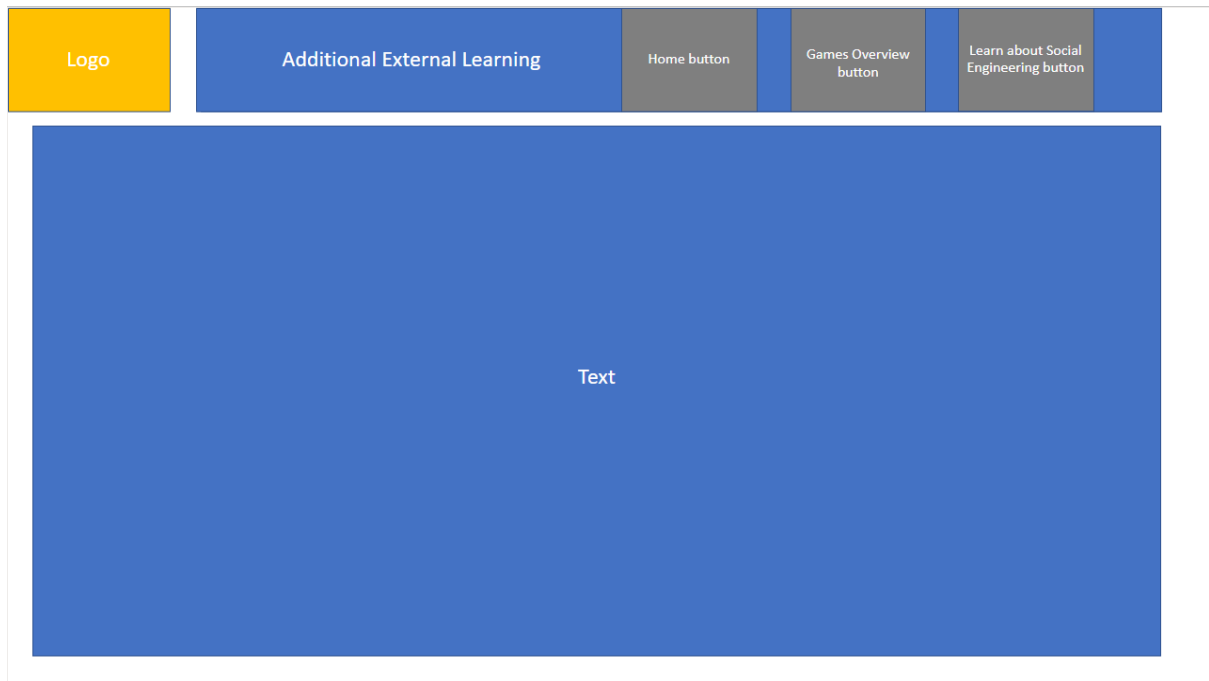 Logo
Additional External Learning
Home button
Games Overview
button
Learn about Social
Engineering button
Text